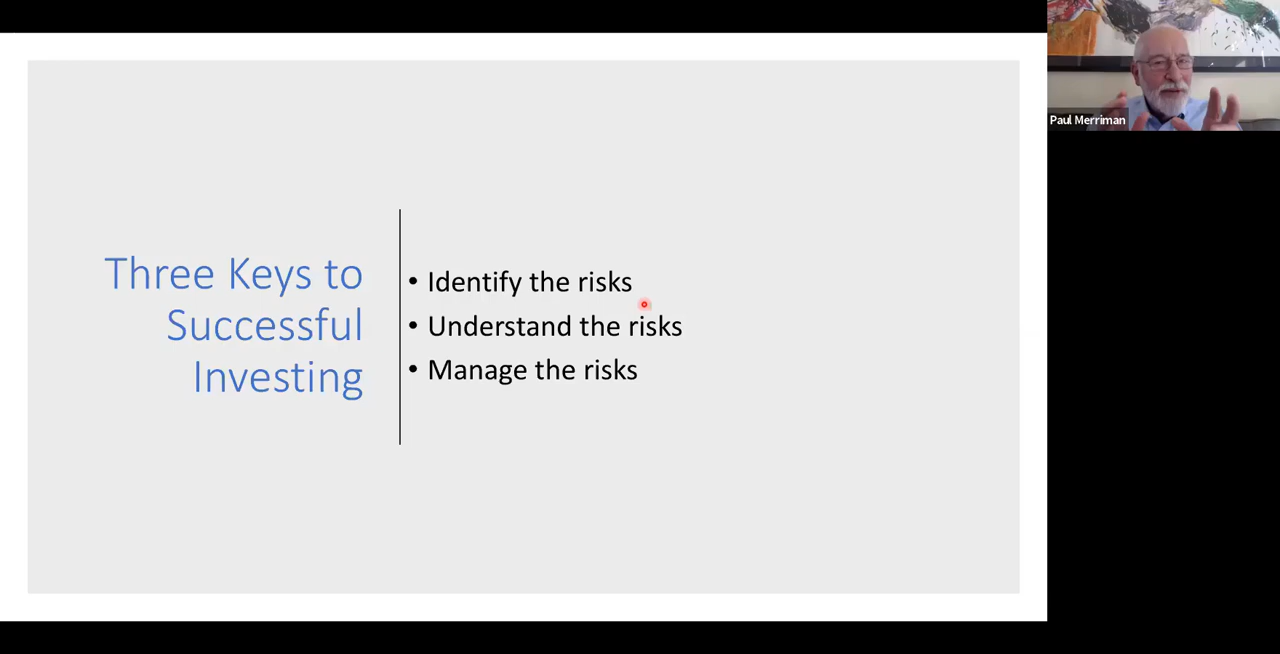 Three Keys to
Successful
Investing
• Identify the risks
• Understand the risks
• Manage the risks
Paul Merriman